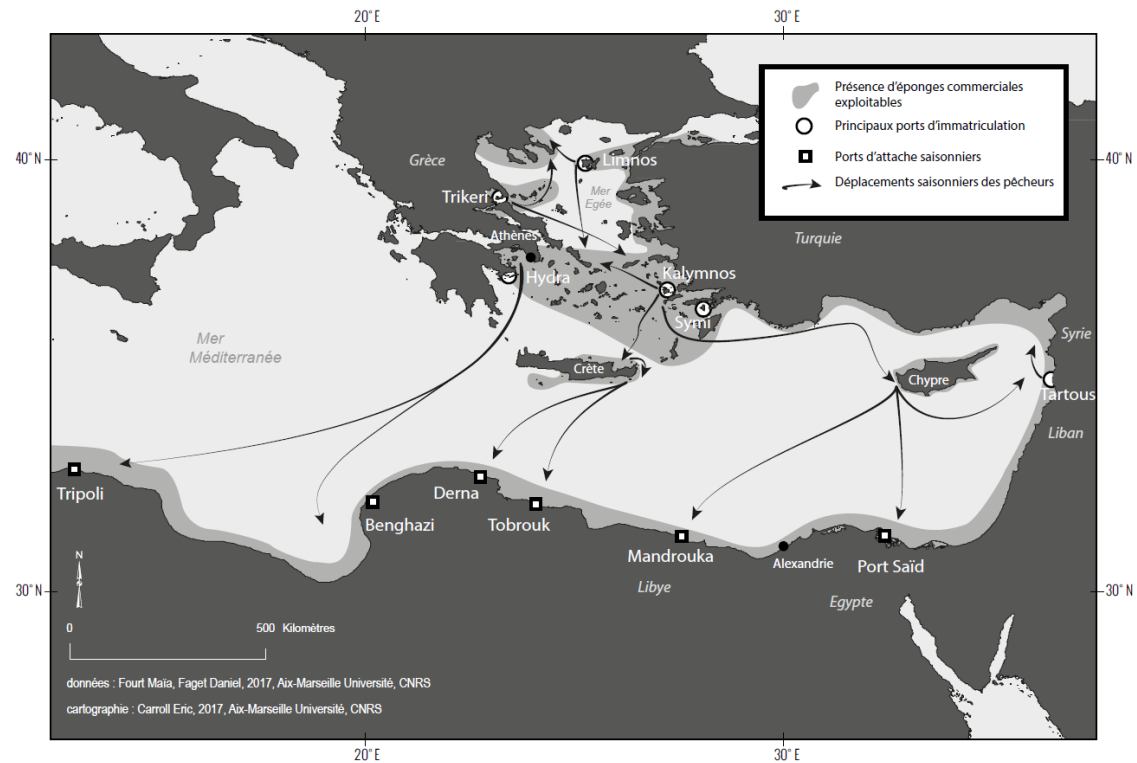 20° E
30° E
Présence d'éponges commerciales
exploitables
Principaux ports d'immatriculation
Ports d'attache saisonniers
Déplacements saisonniers des pêcheurs
40° N
40° N
Grèce
Limnos
Trikeri
Mer
Egée
Athènes
Turquie
Hydra
Kalymnos
Symi
Mer
Méditerranée
Syrie
Crète
Chypre
Tartous
Liban
Tripoli
Derna
Benghazi
Tobrouk
Mandrouka
Alexandrie
Port Saïd
Libye
Egypte
N
30° N
30° N
0
500 Kilomètres
données : Fourt Maïa, Faget Daniel, 2017, Aix-Marseille Université, CNRS
cartographie : Carroll Eric, 2017, Aix-Marseille Université, CNRS
20° E
30° E